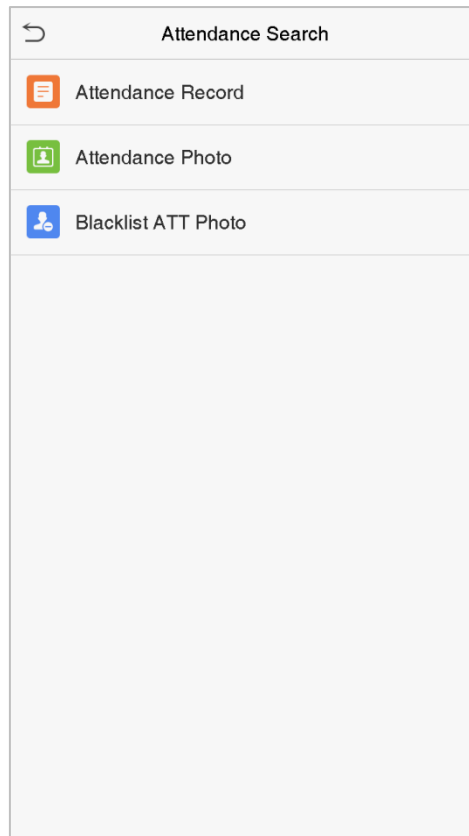 Attendance Search
Attendance Record
Attendance Photo
Blacklist ATT Photo